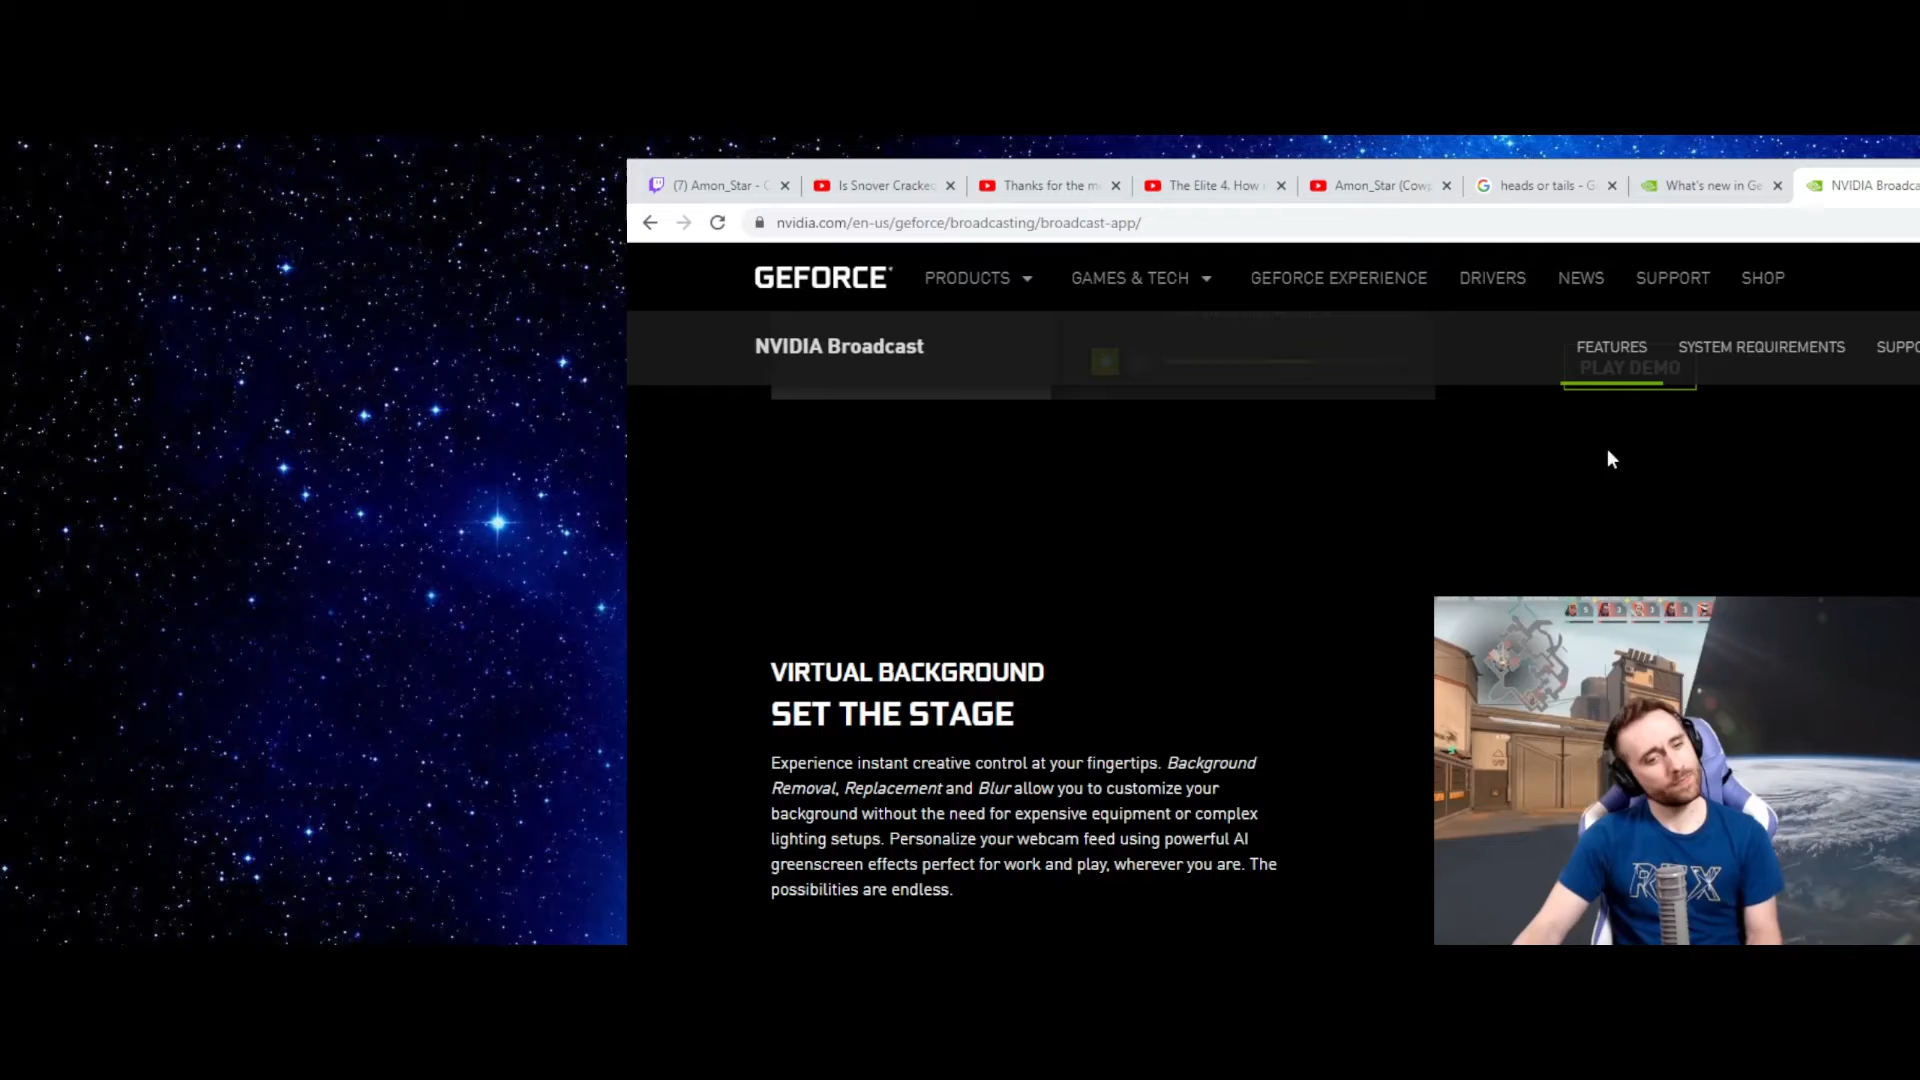 (7) Amon_Star - C
Is Snover Cracke
Thanks for the m
The Elite 4. How
Amon_Star (Cow
heads or tails - G
What's new in Ge
NVIDIA Broadca
nvidia.com/en-us/geforce/broadcasting/broadcast-app/
GEFORCE
PRODUCTS
GAMES & TECH
GEFORCE EXPERIENCE
DRIVERS
NEWS
SUPPORT
SHOP
NVIDIA Broadcast
FEATURES
SYSTEM REQUIREMENTS
SUPPO
PLAY DEMO
VIRTUAL BACKGROUND
SET THE STAGE
Experience instant creative control at your fingertips. Background
Removal, Replacement and Blur allow you to customize your
background without the need for expensive equipment or complex
lighting setups. Personalize your webcam feed using powerful AI
greenscreen effects perfect for work and play, wherever you are. The
possibilities are endless.